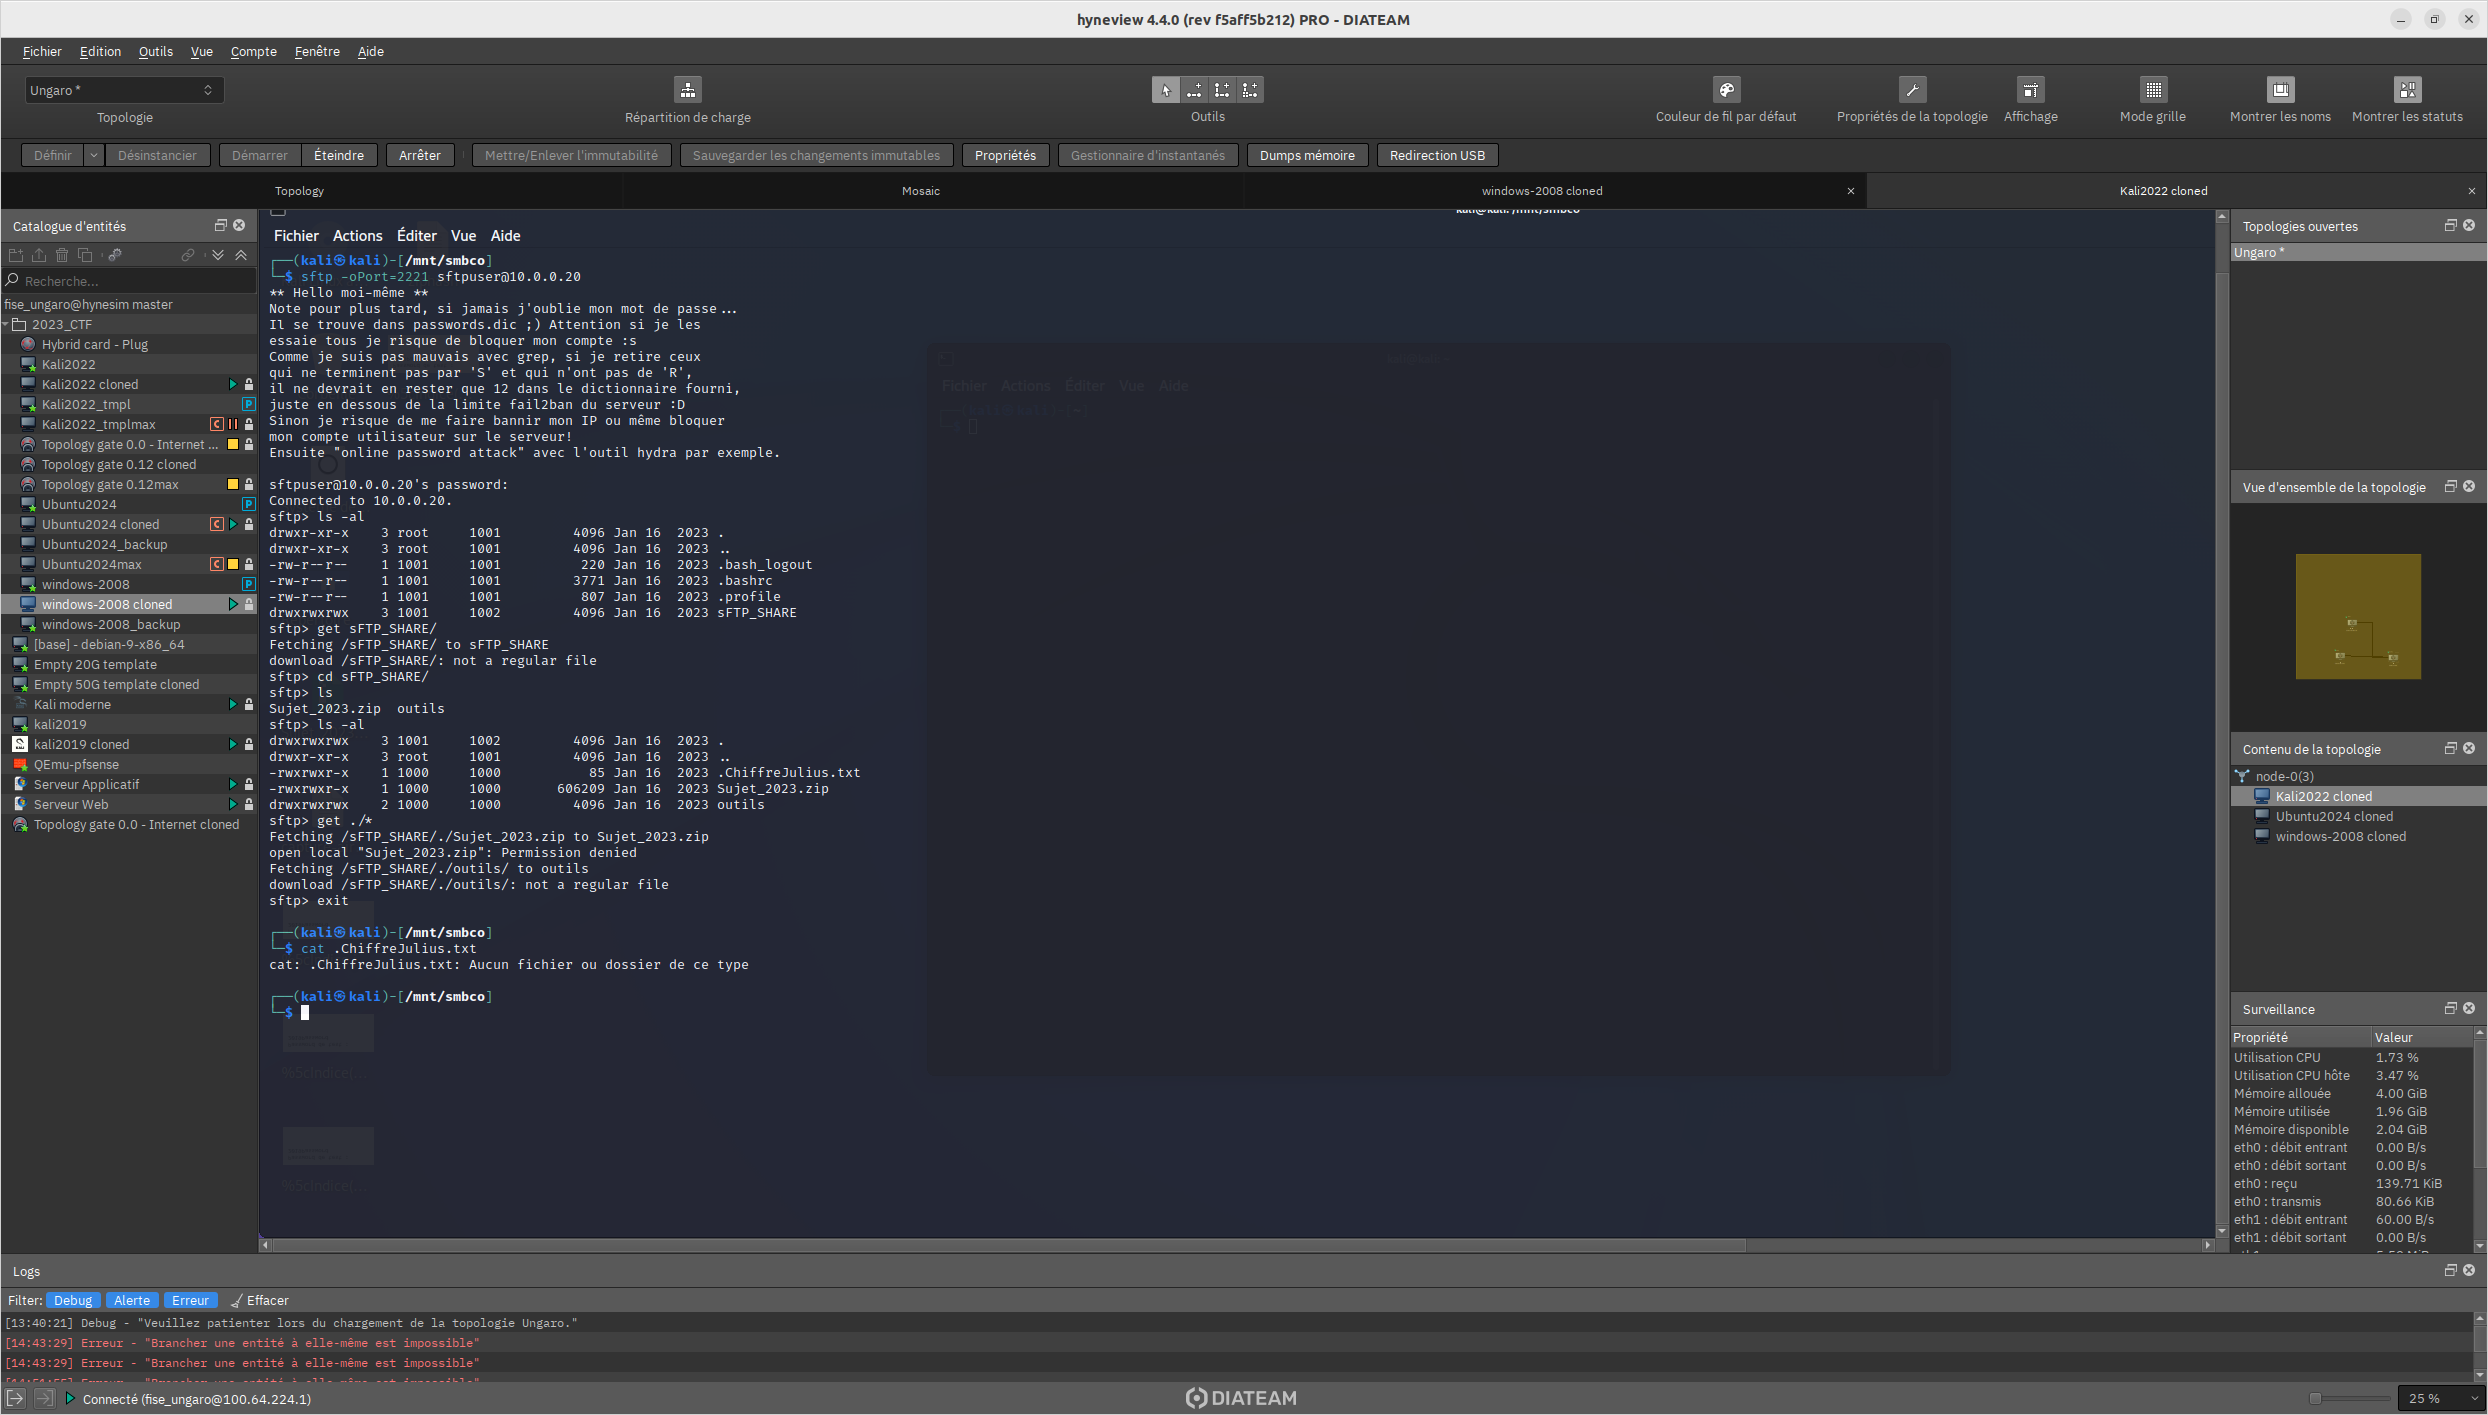 hyneview 4.4.0 (rev f5aff5b212) PRO - DIATEAM
Fichier Edition Outils Vue Compte Fenêtre Aide
Ungaro *
Topologie
Répartition de charge
Outils
Couleur de fil par défaut
Propriétés de la topologie
Affichage
Mode grille
Montrer les noms
Montrer les statuts
Définir Désinstancier Démarrer Éteindre Arrêter Mettre/Enlever l'immutabilité Sauvegarder les changements immutables Propriétés Gestionnaire d'instantanés Dumps mémoire Redirection USB
Topology Mosaic windows-2008 cloned Kali2022 cloned
Catalogue d'entités
Recherche...
fise_ungaro@hynesim master
2023_CTF
Hybrid card - Plug
Kali2022
Kali2022 cloned
Kali2022_tmpl P
Kali2022_tmplmax C
Topology gate 0.0 - Internet ...
Topology gate 0.12 cloned
Topology gate 0.12max
Ubuntu2024 P
Ubuntu2024 cloned C
Ubuntu2024_backup
Ubuntu2024max C
windows-2008 P
windows-2008 cloned
windows-2008_backup
[base] - debian-9-x86_64
Empty 20G template
Empty 50G template cloned
Kali moderne
kali2019
kali2019 cloned
QEmu-pfsense
Serveur Applicatif
Serveur Web
Topology gate 0.0 - Internet cloned
kali@kali: /mnt/smbco
Fichier Actions Éditer Vue Aide
┌──(kali㉿kali)-[/mnt/smbco]
└─$ sftp -oPort=2221 sftpuser@10.0.0.20
** Hello moi-même **
Note pour plus tard, si jamais j'oublie mon mot de passe...
Il se trouve dans passwords.dic ;) Attention si je les
essaie tous je risque de bloquer mon compte :s
Comme je suis pas mauvais avec grep, si je retire ceux
qui ne terminent pas par 'S' et qui n'ont pas de 'R',
il ne devrait en rester que 12 dans le dictionnaire fourni,
juste en dessous de la limite fail2ban du serveur :D
Sinon je risque de me faire bannir mon IP ou même bloquer
mon compte utilisateur sur le serveur!
Ensuite "online password attack" avec l'outil hydra par exemple.
sftpuser@10.0.0.20's password:
Connected to 10.0.0.20.
sftp> ls -al
drwxr-xr-x 3 root 1001 4096 Jan 16 2023 .
drwxr-xr-x 3 root 1001 4096 Jan 16 2023 ..
-rw-r--r-- 1 1001 1001 220 Jan 16 2023 .bash_logout
-rw-r--r-- 1 1001 1001 3771 Jan 16 2023 .bashrc
-rw-r--r-- 1 1001 1001 807 Jan 16 2023 .profile
drwxrwxrwx 3 1001 1002 4096 Jan 16 2023 sFTP_SHARE
sftp> get sFTP_SHARE/
Fetching /sFTP_SHARE/ to sFTP_SHARE
download /sFTP_SHARE/: not a regular file
sftp> cd sFTP_SHARE/
sftp> ls
Sujet_2023.zip outils
sftp> ls -al
drwxrwxrwx 3 1001 1002 4096 Jan 16 2023 .
drwxr-xr-x 3 root 1001 4096 Jan 16 2023 ..
-rwxrwxr-x 1 1000 1000 85 Jan 16 2023 .ChiffreJulius.txt
-rwxrwxr-x 1 1000 1000 606209 Jan 16 2023 Sujet_2023.zip
drwxrwxrwx 2 1000 1000 4096 Jan 16 2023 outils
sftp> get ./*
Fetching /sFTP_SHARE/./Sujet_2023.zip to Sujet_2023.zip
open local "Sujet_2023.zip": Permission denied
Fetching /sFTP_SHARE/./outils/ to outils
download /sFTP_SHARE/./outils/: not a regular file
sftp> exit
┌──(kali㉿kali)-[/mnt/smbco]
└─$ cat .ChiffreJulius.txt
cat: .ChiffreJulius.txt: Aucun fichier ou dossier de ce type
┌──(kali㉿kali)-[/mnt/smbco]
└─$
Fichier Actions Éditer Vue Aide
%5cIndice:...
%5cIndice:...
Topologies ouvertes
Ungaro *
Vue d'ensemble de la topologie
Contenu de la topologie
node-0(3)
Kali2022 cloned
Ubuntu2024 cloned
windows-2008 cloned
Surveillance
Propriété Valeur
Utilisation CPU 1.73 %
Utilisation CPU hôte 3.47 %
Mémoire allouée 4.00 GiB
Mémoire utilisée 1.96 GiB
Mémoire disponible 2.04 GiB
eth0 : débit entrant 0.00 B/s
eth0 : débit sortant 0.00 B/s
eth0 : reçu 139.71 KiB
eth0 : transmis 80.66 KiB
eth1 : débit entrant 60.00 B/s
eth1 : débit sortant 0.00 B/s
Logs
Filter: Debug Alerte Erreur Effacer
[13:40:21] Debug - "Veuillez patienter lors du chargement de la topologie Ungaro."
[14:43:29] Erreur - "Brancher une entité à elle-même est impossible"
[14:43:29] Erreur - "Brancher une entité à elle-même est impossible"
Connecté (fise_ungaro@100.64.224.1)
DIATEAM
25 %